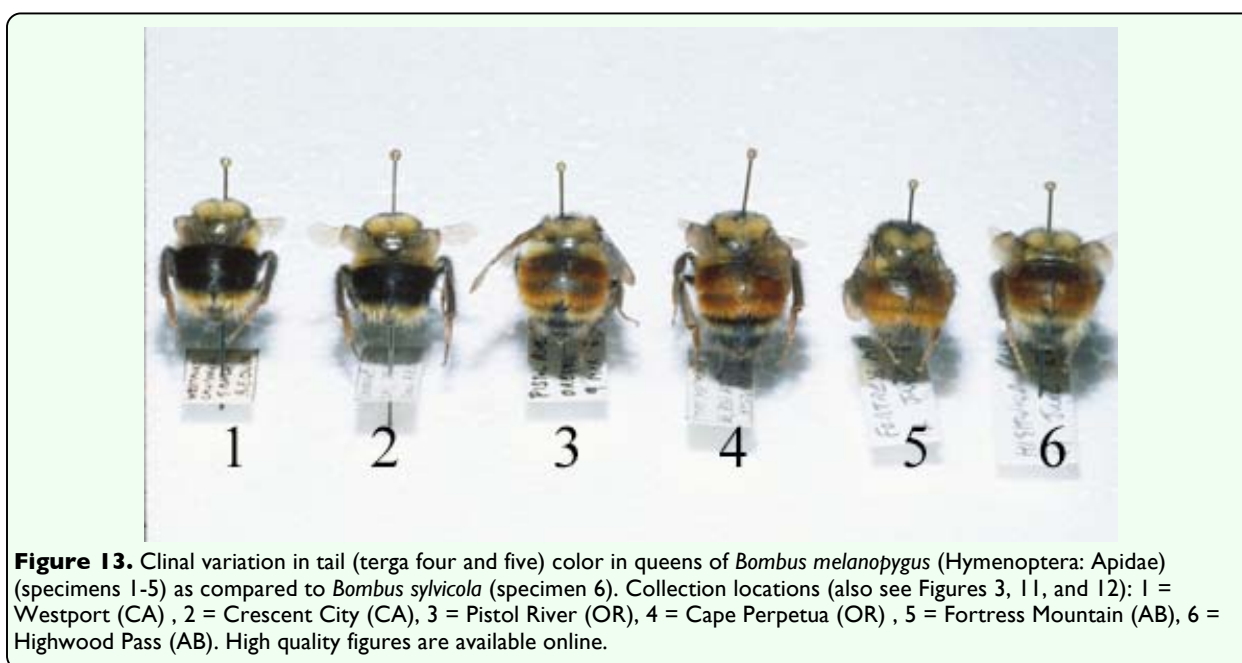 1 2 3 4 5 6
Figure 13. Clinal variation in tail (terga four and five) color in queens of Bombus melanopygus (Hymenoptera: Apidae)
(specimens 1-5) as compared to Bombus sylvicola (specimen 6). Collection locations (also see Figures 3, 11, and 12): 1 =
Westport (CA) , 2 = Crescent City (CA), 3 = Pistol River (OR), 4 = Cape Perpetua (OR) , 5 = Fortress Mountain (AB), 6 =
Highwood Pass (AB). High quality figures are available online.